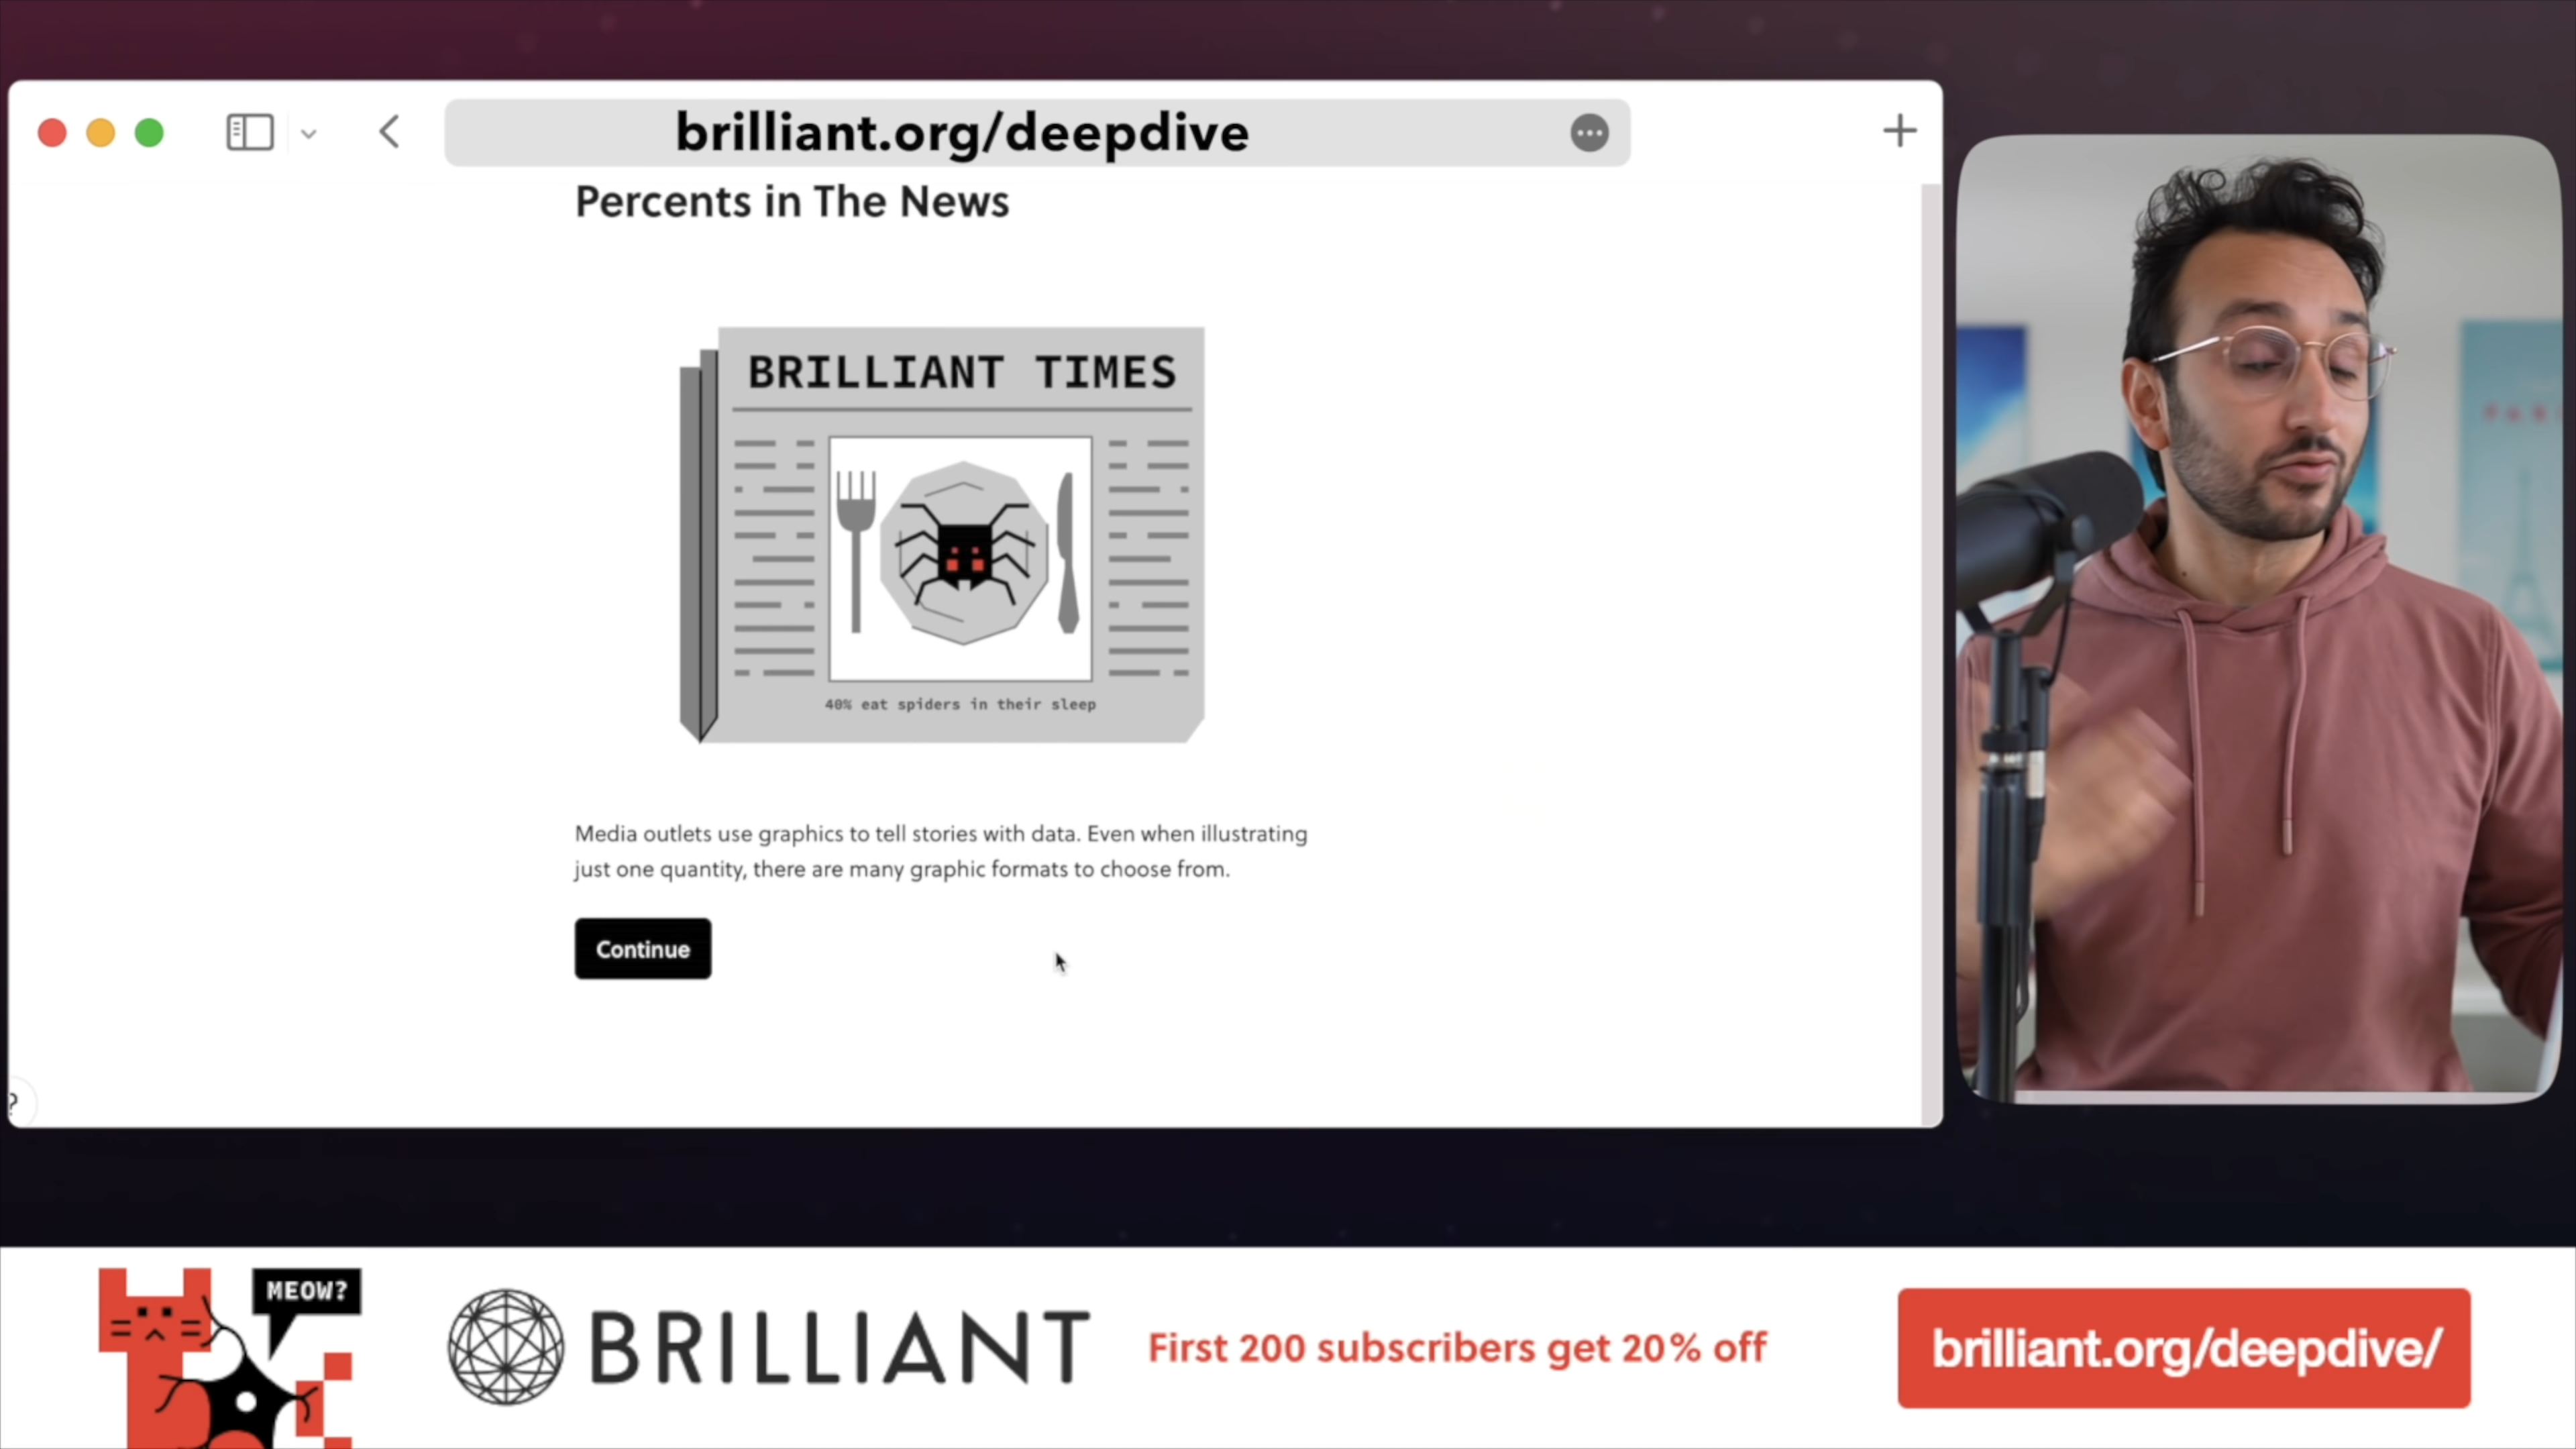 brilliant.org/deepdive
Percents in The News
BRILLIANT TIMES
40% eat spiders in their sleep
Media outlets use graphics to tell stories with data. Even when illustrating
just one quantity, there are many graphic formats to choose from.
Continue
?
MEOW?
BRILLIANT
First 200 subscribers get 20% off
brilliant.org/deepdive/